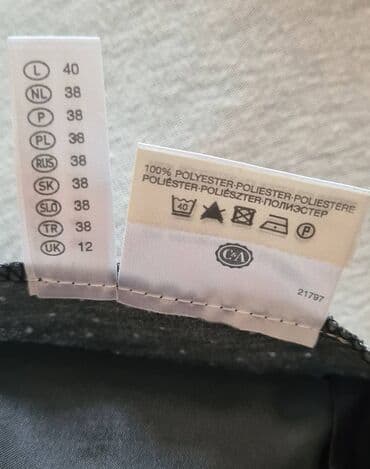 L 40
NL 38
P 38
PL 38
RUS 38
SK 38
SLO 38
TR 38
UK 12
100% POLYESTER·POLIESTER·POLIESTERE
POLIÉSTER·POLIÉSZTER·ПОЛИЭСТЕР
40 P
C&A
21797